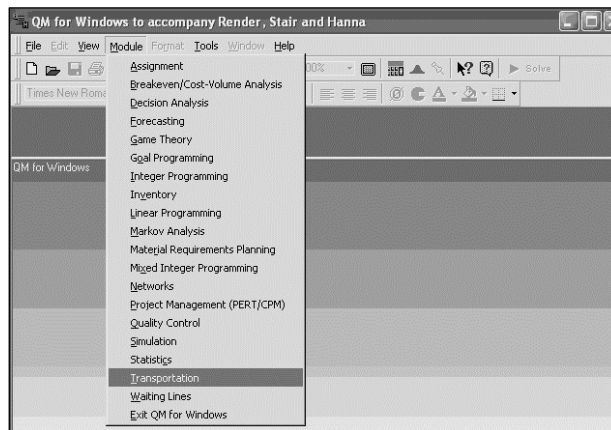 QM for Windows to accompany Render, Stair and Hanna
File Edit View Module Format Tools Window Help
Solve
Times New Roma
QM for Windows
Assignment
Breakeven/Cost-Volume Analysis
Decision Analysis
Forecasting
Game Theory
Goal Programming
Integer Programming
Inventory
Linear Programming
Markov Analysis
Material Requirements Planning
Mixed Integer Programming
Networks
Project Management (PERT/CPM)
Quality Control
Simulation
Statistics
Transportation
Waiting Lines
Exit QM for Windows